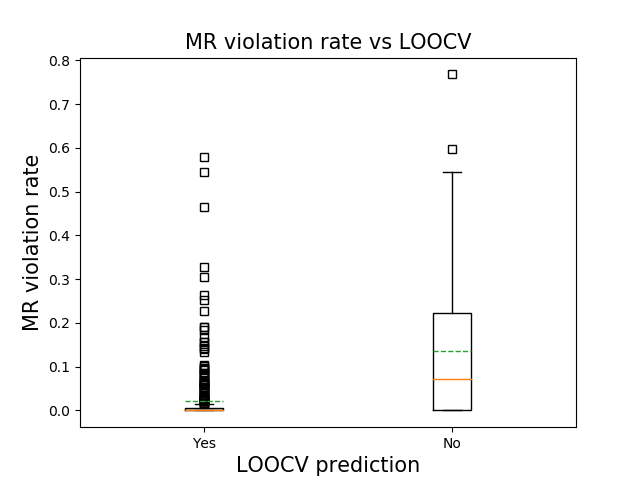 MR violation rate vs LOOCV
0.8
0.7
0.6
0.5
0.4
0.3
0.2
0.1
0.0
MR violation rate
Yes
No
LOOCV prediction